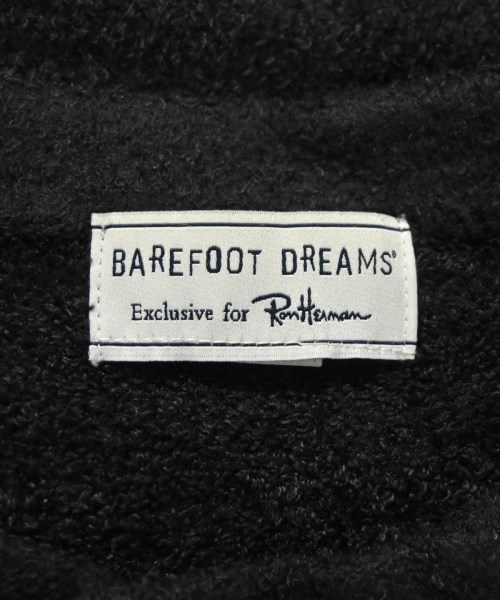 BAREFOOT DREAMS®
Exclusive for Ron Herman